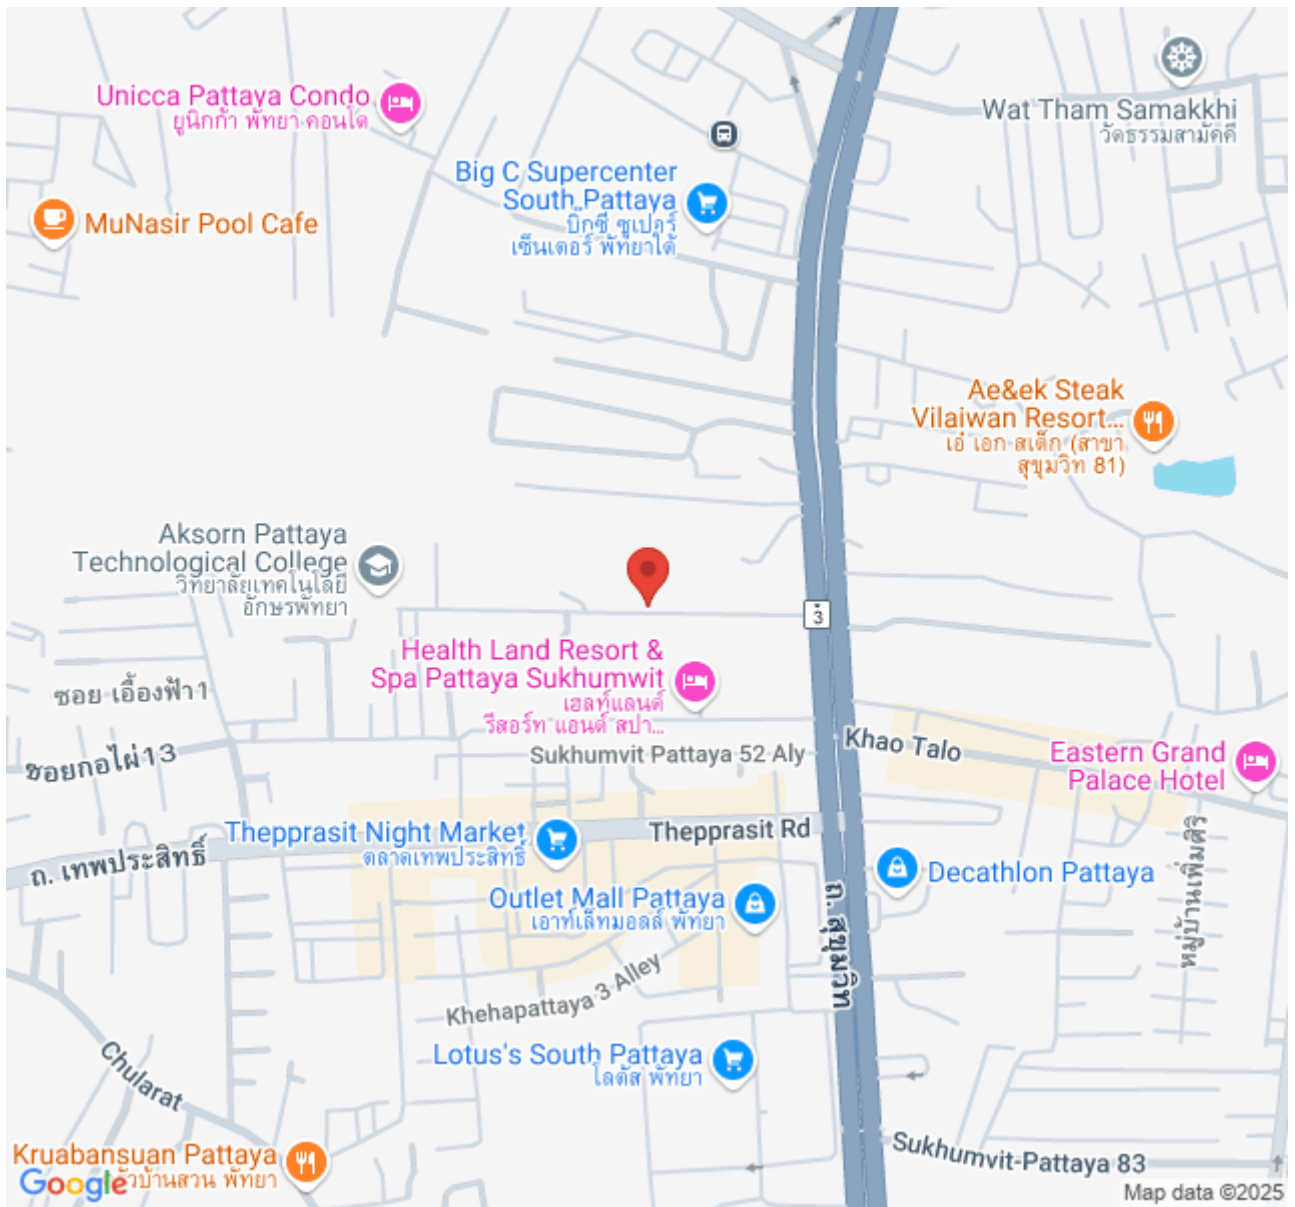 Unicca Pattaya Condo
ยูนิกก้า พัทยา คอนโด
Wat Tham Samakkhi
วัดธรรมสามัคคี
Big C Supercenter
South Pattaya
บิ๊กซี ซูเปอร์
เซ็นเตอร์ พัทยาใต้
MuNasir Pool Cafe
Ae&ek Steak
Vilaiwan Resort...
เอ๋ เอก สเต็ก (สาขา
สุขุมวิท 81)
Aksorn Pattaya
Technological College
วิทยาลัยเทคโนโลยี
อักษรพัทยา
3
Health Land Resort &
Spa Pattaya Sukhumwit
เฮลท์แลนด์
รีสอร์ท แอนด์ สปา...
ซอย เอื้องฟ้า 1
ซอยกอไผ่ 13
Sukhumvit Pattaya 52 Aly
Khao Talo
Eastern Grand
Palace Hotel
Thepprasit Night Market
ตลาดเทพประสิทธิ์
Thepprasit Rd
ถ. เทพประสิทธิ์
หมู่บ้านเพิ่มศิริ
Decathlon Pattaya
Outlet Mall Pattaya
เอาท์เล็ทมอลล์ พัทยา
ถ. สุขุมวิท
Khehapattaya 3 Alley
Lotus's South Pattaya
โลตัส พัทยา
Chularat
Kruabansuan Pattaya
ัวบ้านสวน พัทยา
Sukhumvit-Pattaya 83
Google
Map data ©2025